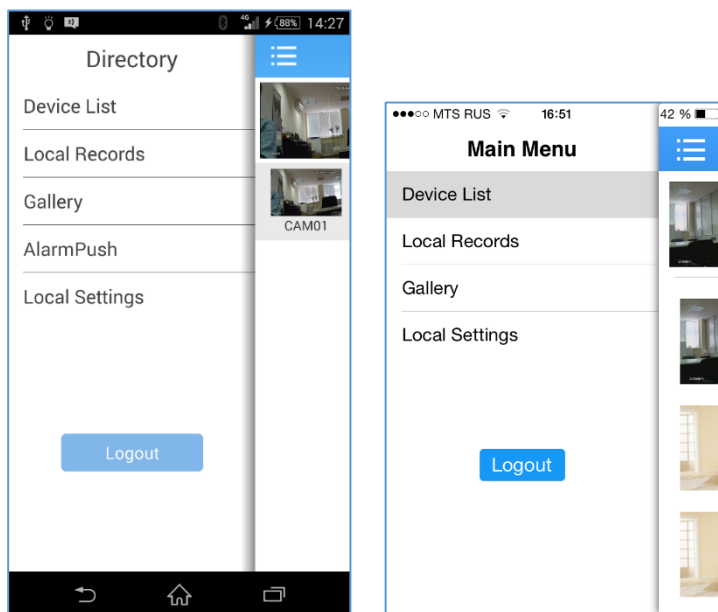 4G 88% 14:27
Directory
Device List
Local Records
Gallery
AlarmPush
Local Settings
Logout
CAM01
MTS RUS 16:51 42 %
Main Menu
Device List
Local Records
Gallery
Local Settings
Logout